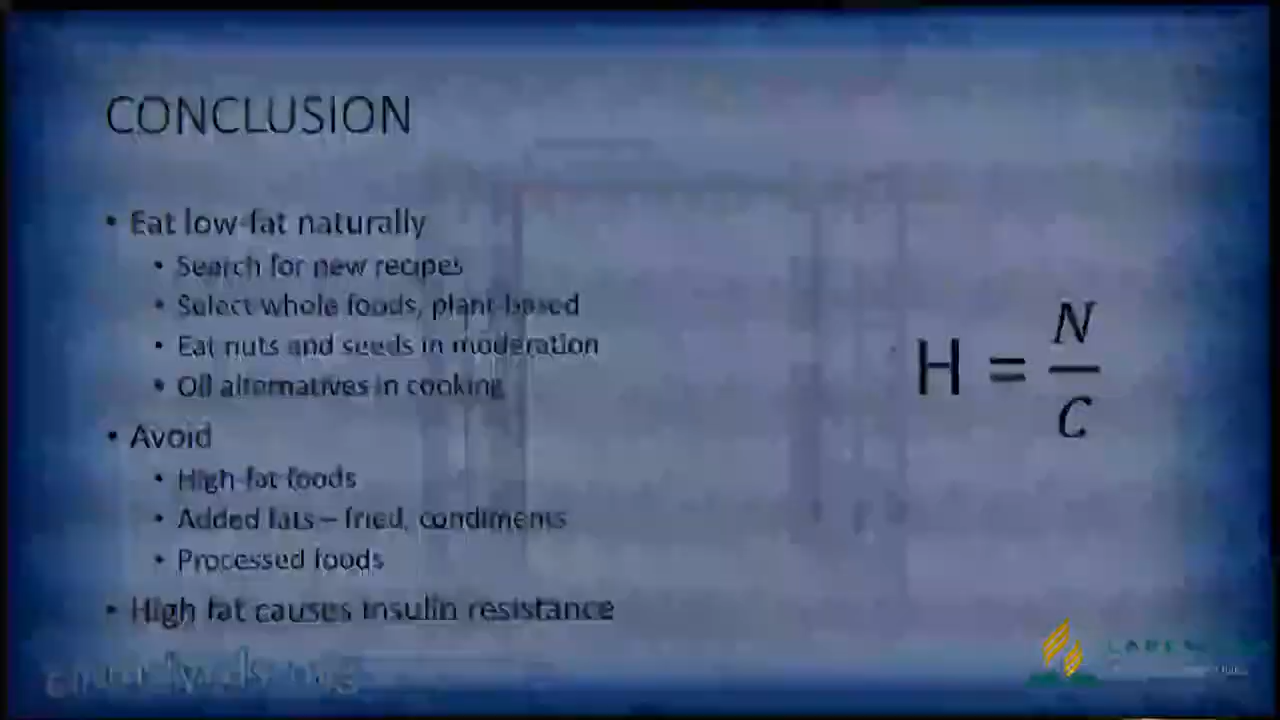 CONCLUSION
• Eat low-fat naturally
• Search for new recipes
• Select whole foods, plant-based
• Eat nuts and seeds in moderation
• Oil alternatives in cooking
• Avoid
• High-fat foods
• Added fats – fried, condiments
• Processed foods
• High fat causes insulin resistance
H = N/C